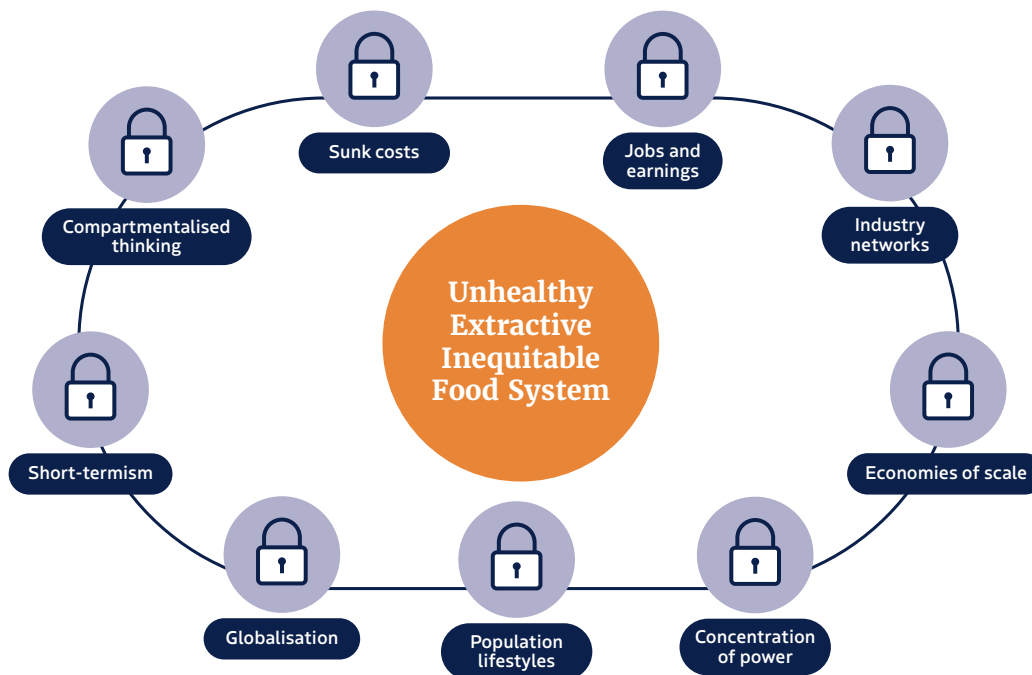 Sunk costs
Jobs and
earnings
Compartmentalised
thinking
Industry
networks
Unhealthy
Extractive
Inequitable
Food System
Short-termism
Economies of scale
Globalisation
Population
lifestyles
Concentration
of power